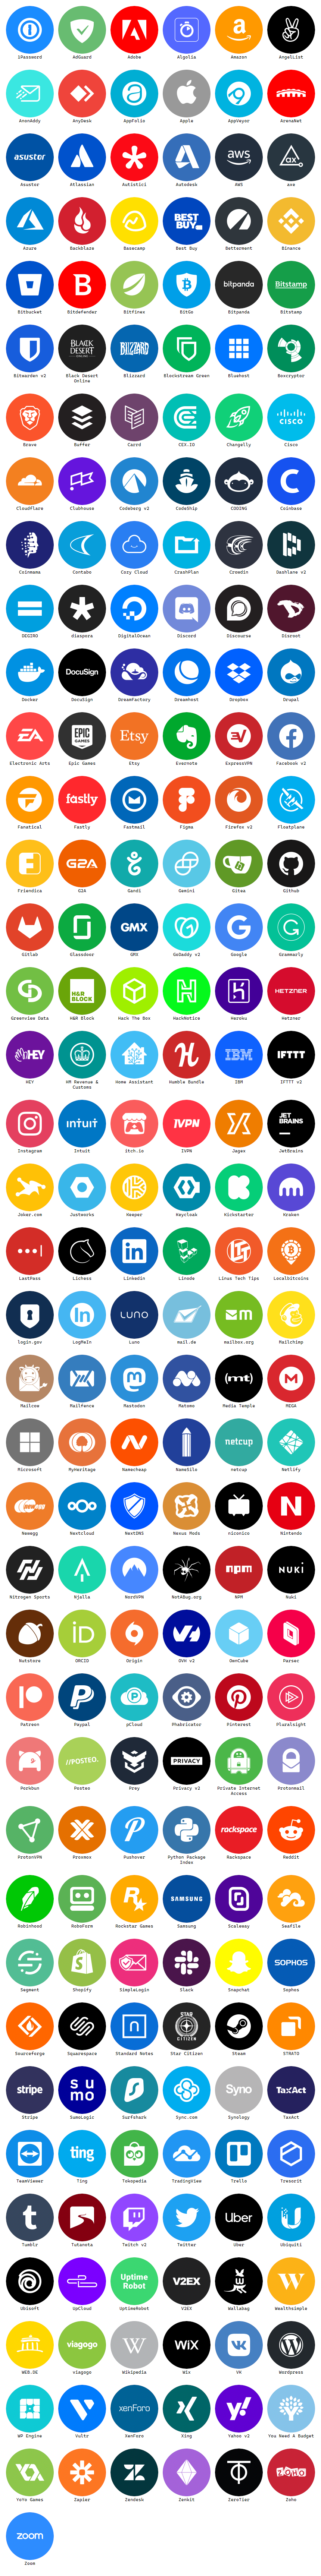 1Password AdGuard Adobe Algolia Amazon AngelList
AnonAddy AnyDesk AppFolio Apple AppVeyor ArenaNet
asustor aws
Asustor Atlassian Autistici Autodesk AWS axe
BEST BUY
Azure Backblaze Basecamp Best Buy Betterment Binance
bitpanda Bitstamp
Bitbucket Bitdefender Bitfinex BitGo Bitpanda Bitstamp
BLACK DESERT BLIZZARD
Bitwarden v2 Black Desert Online Blizzard Blockstream Green Bluehost Boxcryptor
CISCO
Brave Buffer Carrd CEX.IO Changelly Cisco
CloudFlare Clubhouse Codeberg v2 CodeShip CODING Coinbase
Coinmama Contabo Cozy Cloud CrashPlan Crowdin Dashlane v2
DEGIRO diaspora DigitalOcean Discord Discourse Disroot
DocuSign
Docker DocuSign DreamFactory Dreamhost Dropbox Drupal
EA EPIC GAMES Etsy
Electronic Arts Epic Games Etsy Evernote ExpressVPN Facebook v2
fastly
Fanatical Fastly Fastmail Figma Firefox v2 Floatplane
G2A
Friendica G2A Gandi Gemini Gitea Github
GMX
Gitlab Glassdoor GMX GoDaddy v2 Google Grammarly
H&R BLOCK HETZNER
Greenview Data H&R Block Hack The Box HackNotice Heroku Hetzner
HEY IBM IFTTT
HEY HM Revenue & Customs Home Assistant Humble Bundle IBM IFTTT v2
intuit IVPN JET BRAINS
Instagram Intuit itch.io IVPN Jagex JetBrains
Joker.com Justworks Keeper Keycloak Kickstarter Kraken
LastPass Lichess Linkedin Linode Linus Tech Tips Localbitcoins
LUNO
login.gov LogMeIn Luno mail.de mailbox.org Mailchimp
(mt)
Mailcow Mailfence Mastodon Matomo Media Temple MEGA
netcup
Microsoft MyHeritage Namecheap NameSilo netcup Netlify
Newegg Nextcloud NextDNS Nexus Mods niconico Nintendo
npm NUKI
Nitrogen Sports Njalla NordVPN NotABug.org NPM Nuki
iD
Nutstore ORCID Origin OVH v2 OwnCube Parsec
Patreon Paypal pCloud Phabricator Pinterest Pluralsight
//POSTEO. PRIVACY
Porkbun Posteo Prey Privacy v2 Private Internet Access Protonmail
rackspace
ProtonVPN Proxmox Pushover Python Package Index Rackspace Reddit
SAMSUNG
Robinhood RoboForm Rockstar Games Samsung Scaleway Seafile
SOPHOS
Segment Shopify SimpleLogin Slack Snapchat Sophos
STAR CITIZEN
Sourceforge Squarespace Standard Notes Star Citizen Steam STRATO
stripe sumo Syno TaxAct
Stripe SumoLogic Surfshark Sync.com Synology TaxAct
ting
TeamViewer Ting Tokopedia TradingView Trello Tresorit
Uber
Tumblr Tutanota Twitch v2 Twitter Uber Ubiquiti
Uptime Robot V2EX
Ubisoft UpCloud UptimeRobot V2EX Wallabag Wealthsimple
viagogo WiX
WEB.DE viagogo Wikipedia Wix VK Wordpress
xenForo
WP Engine Vultr XenForo Xing Yahoo v2 You Need A Budget
ZOHO
YoYo Games Zapier Zendesk Zenkit ZeroTier Zoho
zoom
Zoom